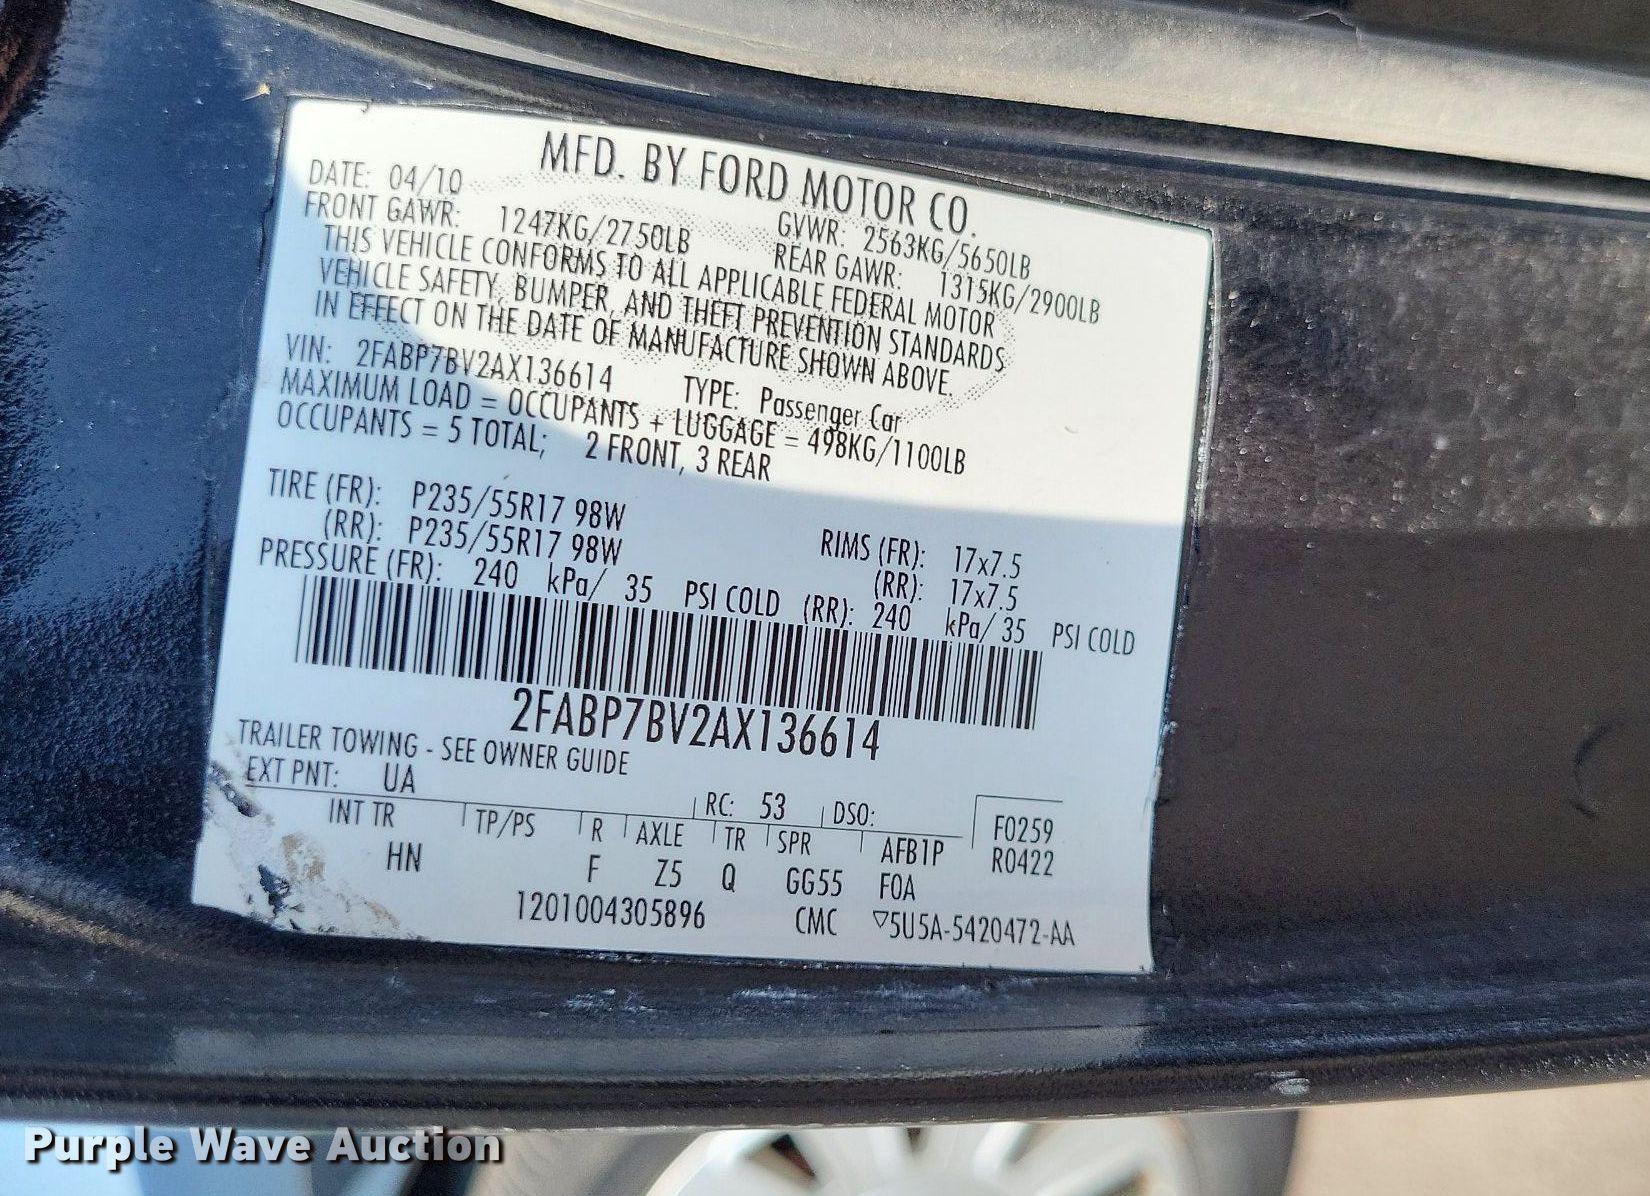 MFD. BY FORD MOTOR CO.
DATE: 04/10 GVWR: 2563KG/5650LB
FRONT GAWR: 1247KG/2750LB REAR GAWR: 1315KG/2900LB
THIS VEHICLE CONFORMS TO ALL APPLICABLE FEDERAL MOTOR
VEHICLE SAFETY, BUMPER, AND THEFT PREVENTION STANDARDS
IN EFFECT ON THE DATE OF MANUFACTURE SHOWN ABOVE.
VIN: 2FABP7BV2AX136614 TYPE: Passenger Car
MAXIMUM LOAD = OCCUPANTS + LUGGAGE = 498KG/1100LB
OCCUPANTS = 5 TOTAL; 2 FRONT, 3 REAR
TIRE (FR): P235/55R17 98W RIMS (FR): 17x7.5
(RR): P235/55R17 98W (RR): 17x7.5
PRESSURE (FR): 240 kPa/ 35 PSI COLD (RR): 240 kPa/ 35 PSI COLD
2FABP7BV2AX136614
TRAILER TOWING - SEE OWNER GUIDE
EXT PNT: UA RC: 53 DSO: F0259
INT TR TP/PS R AXLE TR SPR AFB1P R0422
HN F Z5 Q GG55 FOA
1201004305896 CMC ▽5U5A-5420472-AA
Purple Wave Auction